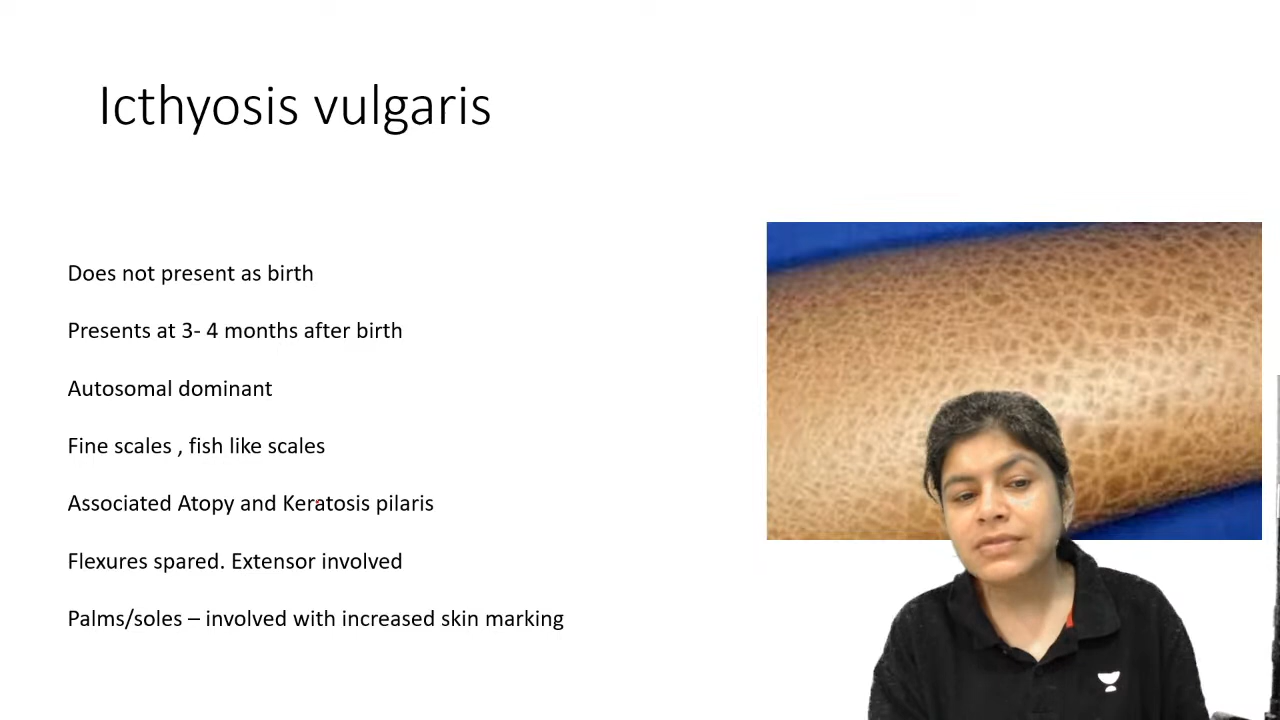 Icthyosis vulgaris
Does not present as birth
Presents at 3- 4 months after birth
Autosomal dominant
Fine scales , fish like scales
Associated Atopy and Keratosis pilaris
Flexures spared. Extensor involved
Palms/soles – involved with increased skin marking